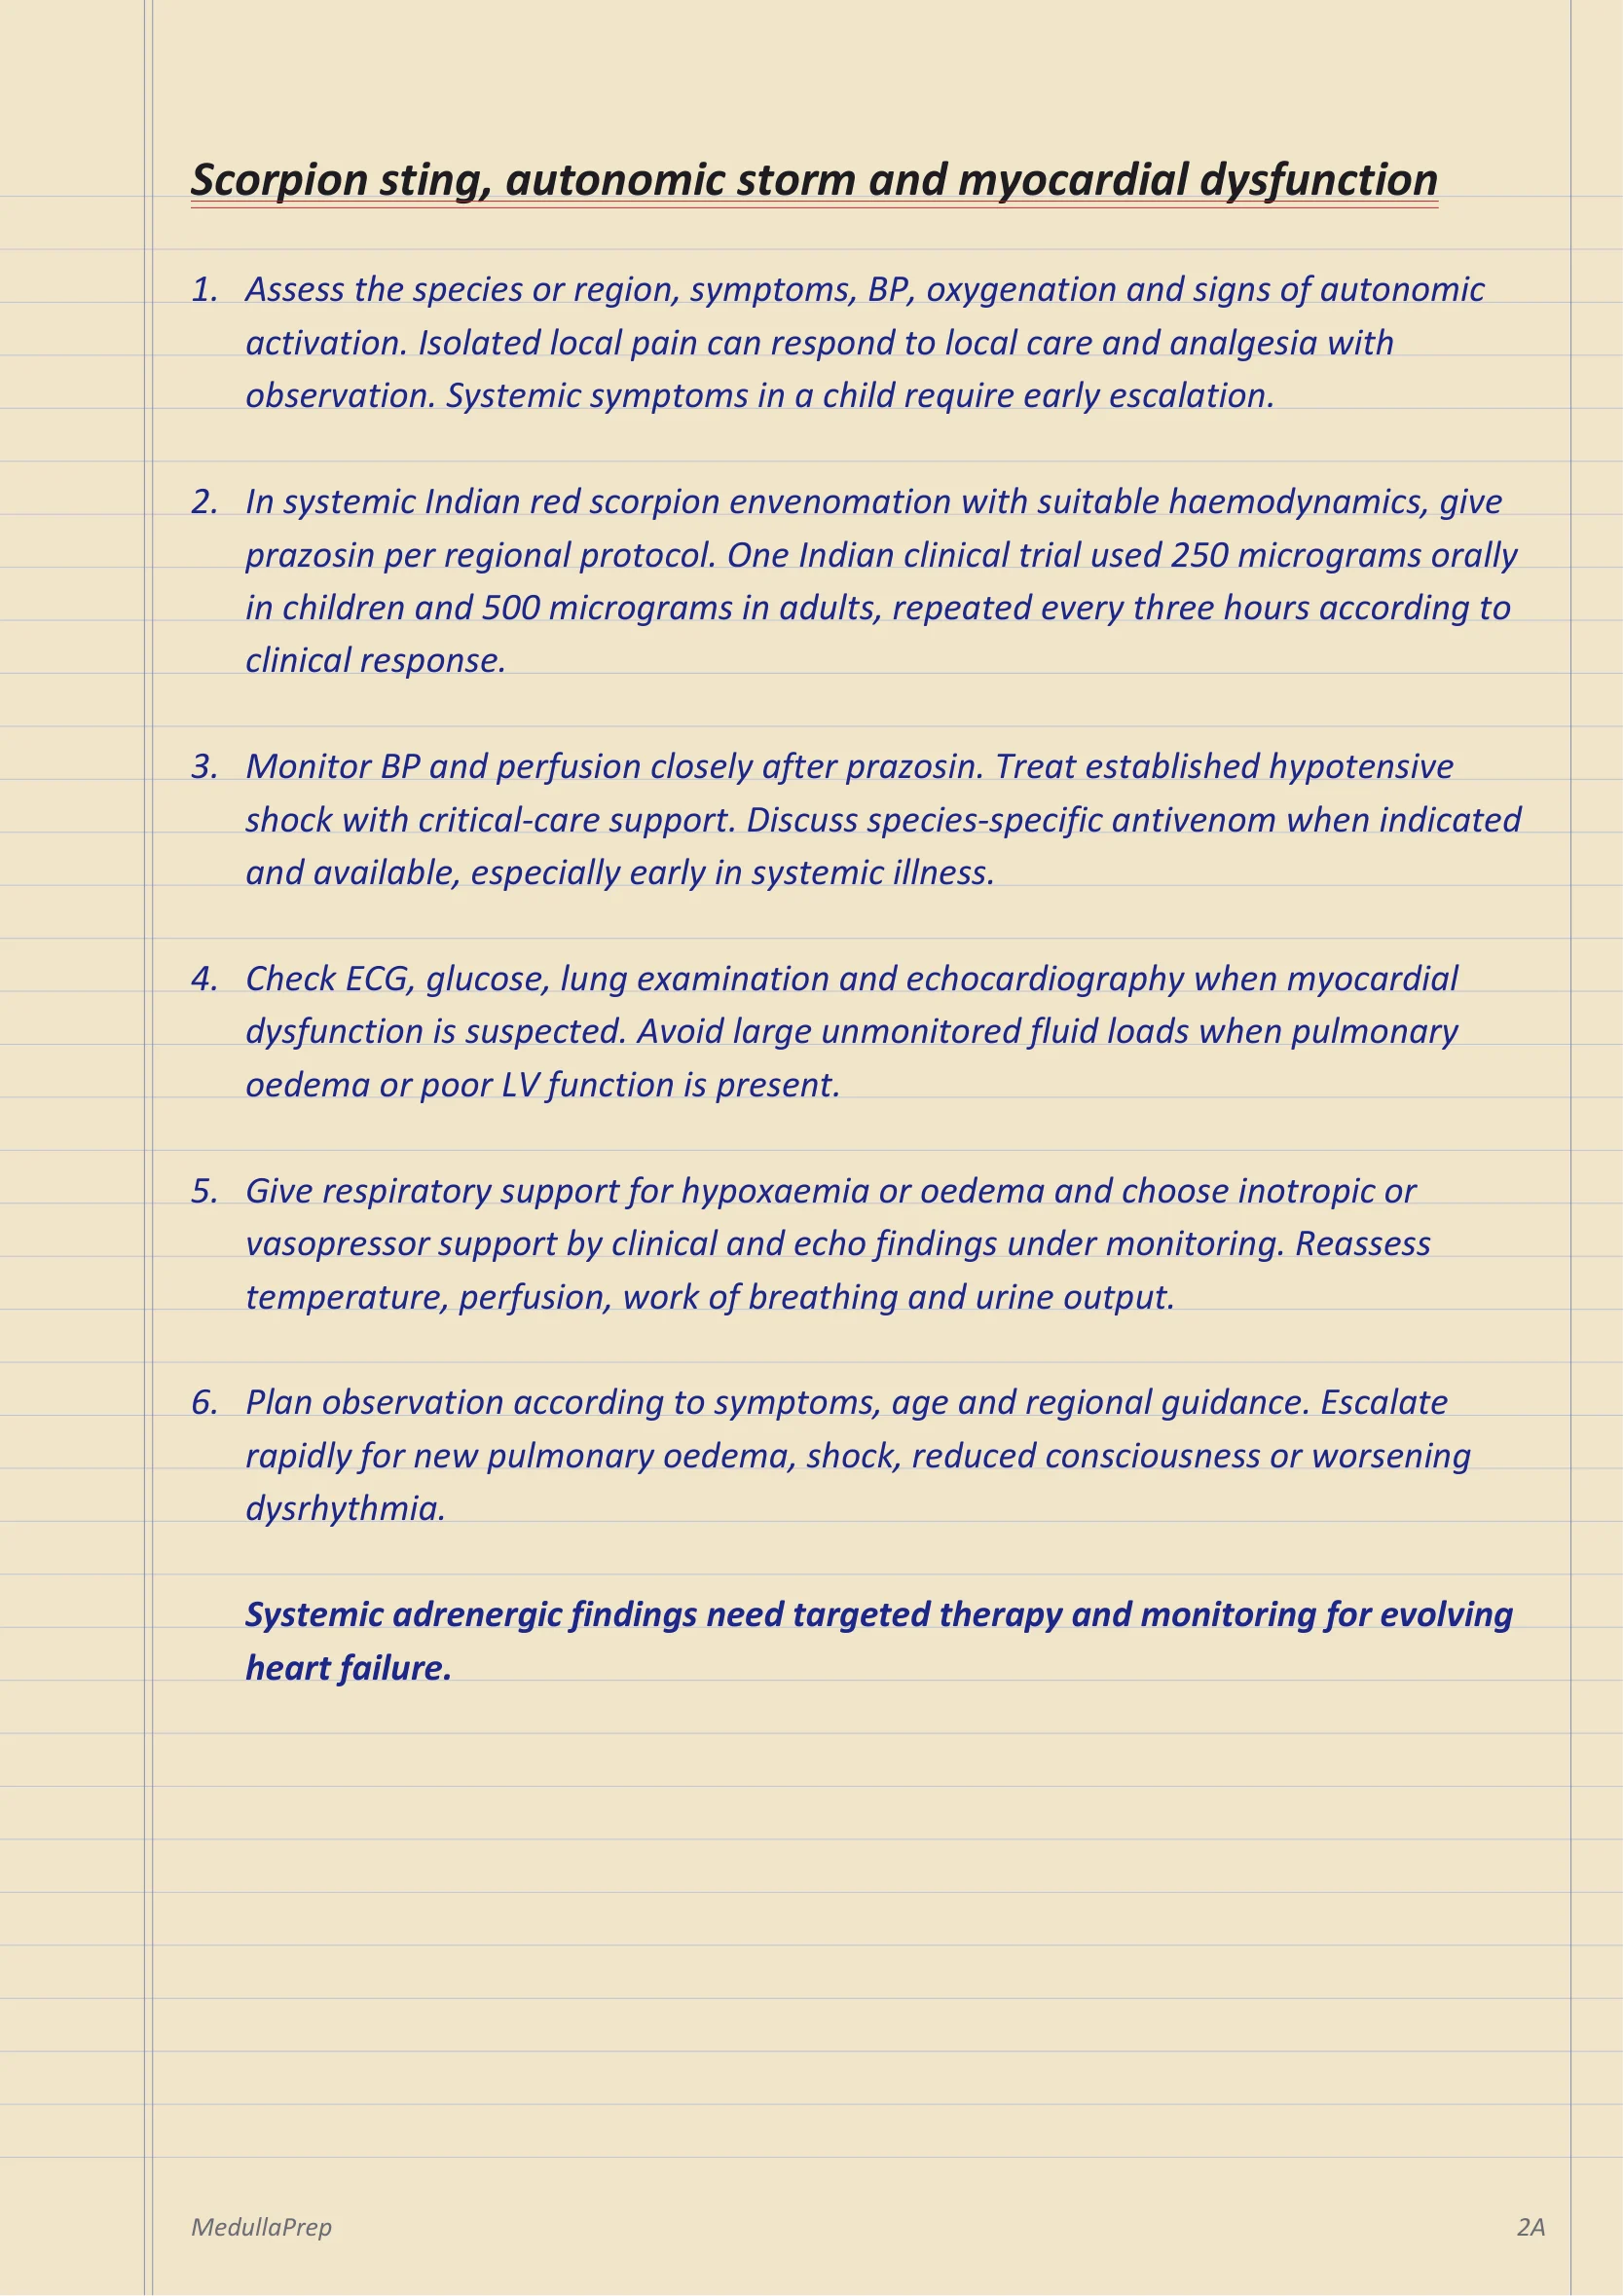 Scorpion sting, autonomic storm and myocardial dysfunction
1. Assess the species or region, symptoms, BP, oxygenation and signs of autonomic
activation. Isolated local pain can respond to local care and analgesia with
observation. Systemic symptoms in a child require early escalation.
2. In systemic Indian red scorpion envenomation with suitable haemodynamics, give
prazosin per regional protocol. One Indian clinical trial used 250 micrograms orally
in children and 500 micrograms in adults, repeated every three hours according to
clinical response.
3. Monitor BP and perfusion closely after prazosin. Treat established hypotensive
shock with critical-care support. Discuss species-specific antivenom when indicated
and available, especially early in systemic illness.
4. Check ECG, glucose, lung examination and echocardiography when myocardial
dysfunction is suspected. Avoid large unmonitored fluid loads when pulmonary
oedema or poor LV function is present.
5. Give respiratory support for hypoxaemia or oedema and choose inotropic or
vasopressor support by clinical and echo findings under monitoring. Reassess
temperature, perfusion, work of breathing and urine output.
6. Plan observation according to symptoms, age and regional guidance. Escalate
rapidly for new pulmonary oedema, shock, reduced consciousness or worsening
dysrhythmia.
Systemic adrenergic findings need targeted therapy and monitoring for evolving
heart failure.
MedullaPrep
2A